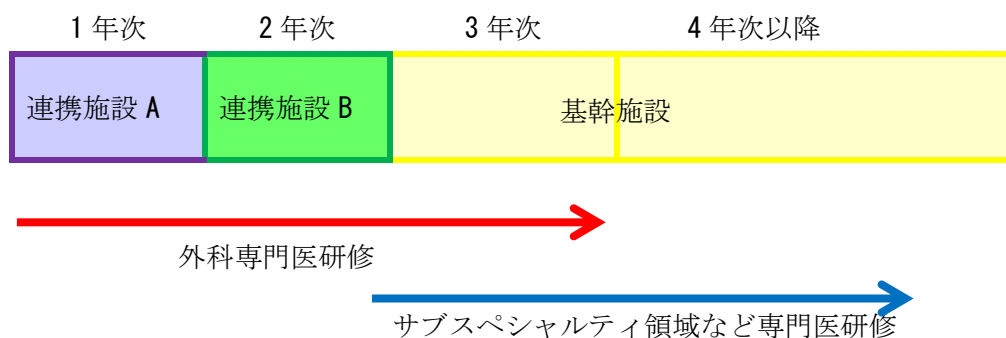 1年次 2年次 3年次 4年次以降
連携施設A 連携施設B 基幹施設
外科専門医研修
サブスペシャルティ領域など専門医研修